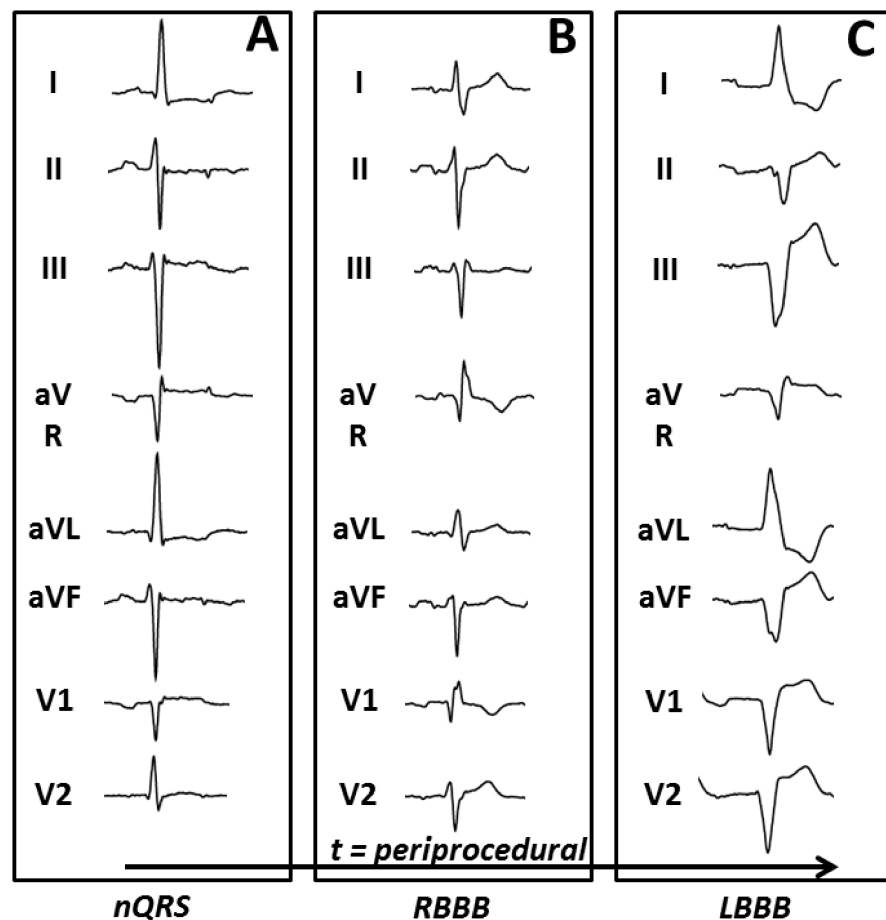 A
I
II
III
aV
R
aVL
aVF
V1
V2
nQRS
B
I
II
III
aV
R
aVL
aVF
V1
V2
t = periprocedural
RBBB
C
I
II
III
aV
R
aVL
aVF
V1
V2
LBBB